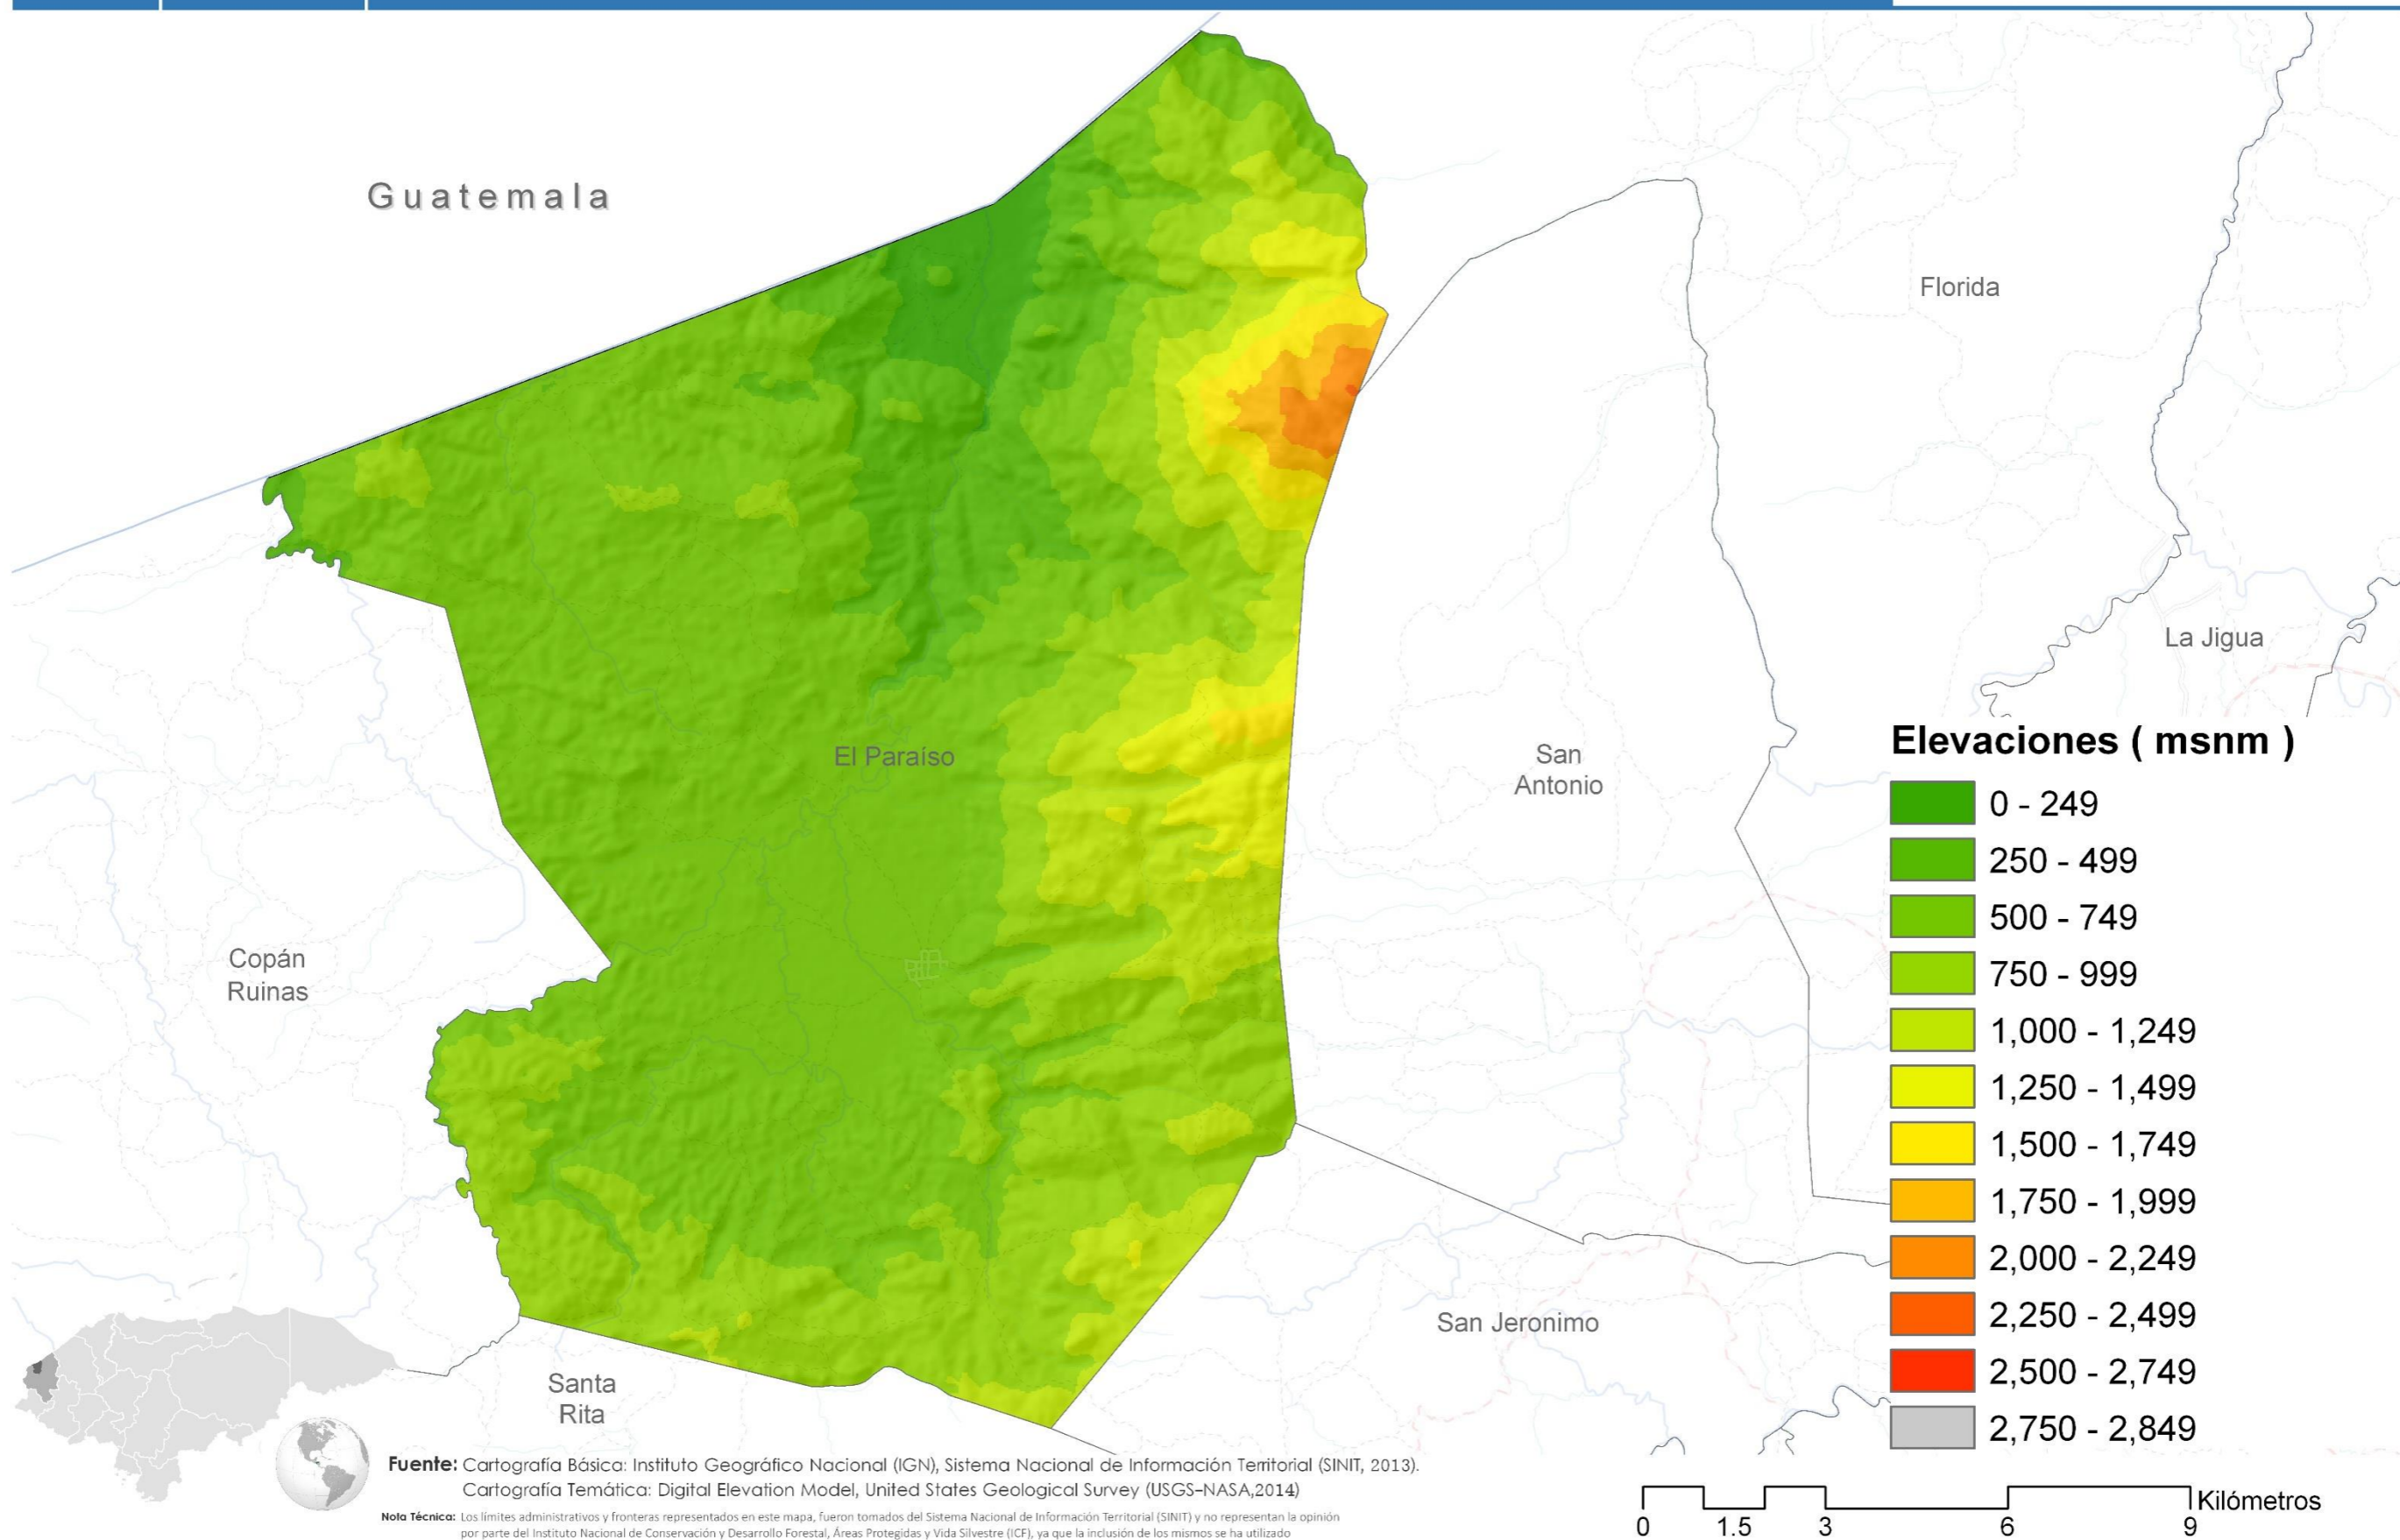 Guatemala
Florida
La Jigua
El Paraíso
San
Antonio
Copán
Ruinas
San Jeronimo
Santa
Rita
Elevaciones ( msnm )
0 - 249
250 - 499
500 - 749
750 - 999
1,000 - 1,249
1,250 - 1,499
1,500 - 1,749
1,750 - 1,999
2,000 - 2,249
2,250 - 2,499
2,500 - 2,749
2,750 - 2,849
Fuente: Cartografía Básica: Instituto Geográfico Nacional (IGN), Sistema Nacional de Información Territorial (SINIT, 2013).
Cartografía Temática: Digital Elevation Model, United States Geological Survey (USGS-NASA,2014)
Nota Técnica: Los límites administrativos y fronteras representados en este mapa, fueron tomados del Sistema Nacional de Información Territorial (SINIT) y no representan la opinión
por parte del Instituto Nacional de Conservación y Desarrollo Forestal, Áreas Protegidas y Vida Silvestre (ICF), ya que la inclusión de los mismos se ha utilizado
Kilómetros
0 1.5 3 6 9